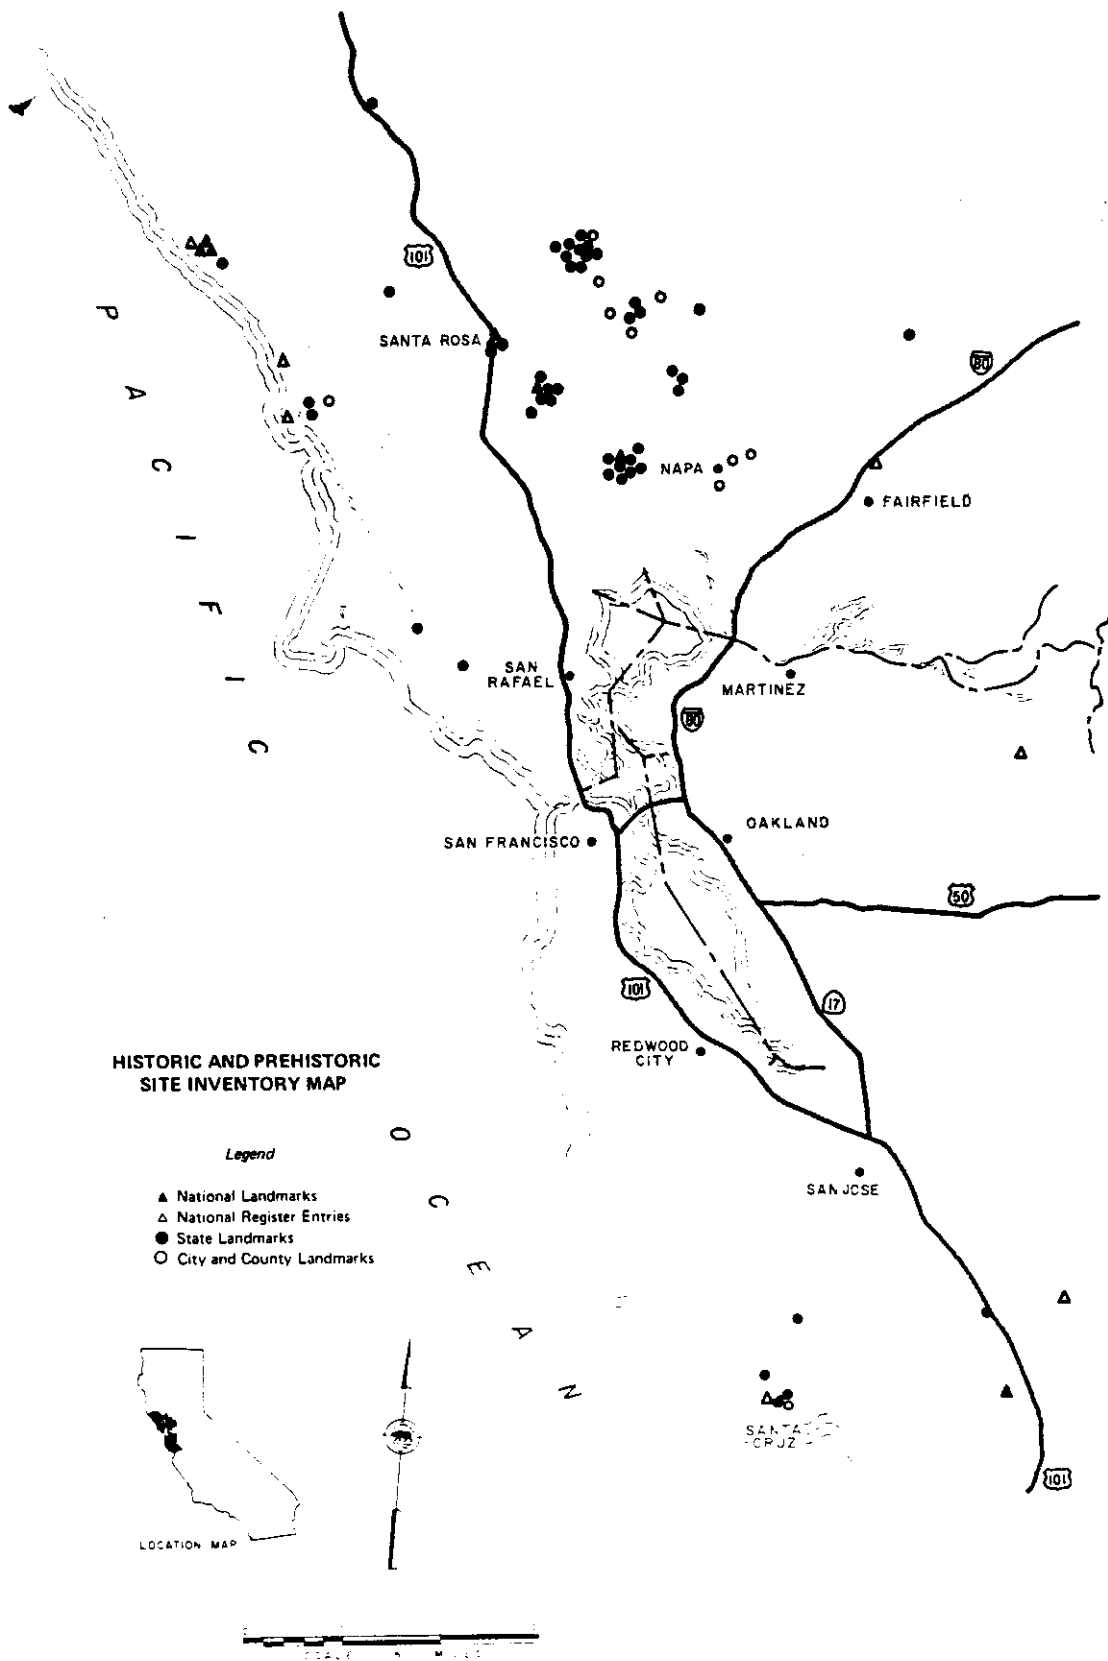 101
SANTA ROSA
80
NAPA
FAIRFIELD
PACIFIC
SAN
RAFAEL
MARTINEZ
80
OAKLAND
SAN FRANCISCO
50
101
17
REDWOOD
CITY
HISTORIC AND PREHISTORIC
SITE INVENTORY MAP
OCEAN
Legend
National Landmarks
National Register Entries
State Landmarks
City and County Landmarks
SAN JOSE
SANTA
CRUZ
101
LOCATION MAP